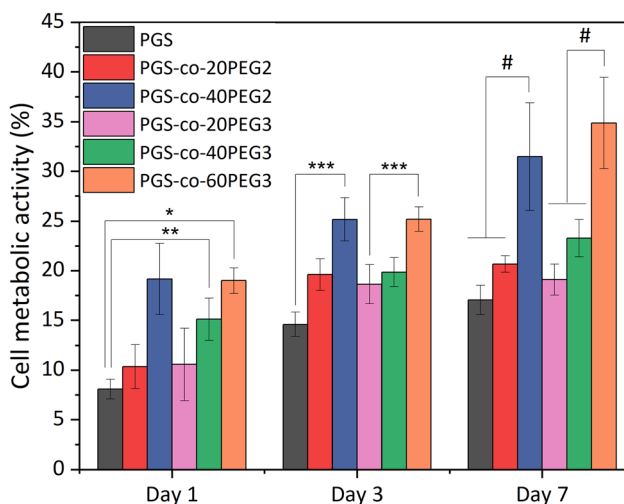 45
40
35
30
25
20
15
10
5
0
Cell metabolic activity (%)
PGS
PGS-co-20PEG2
PGS-co-40PEG2
PGS-co-20PEG3
PGS-co-40PEG3
PGS-co-60PEG3
*
**
***
***
#
#
Day 1
Day 3
Day 7